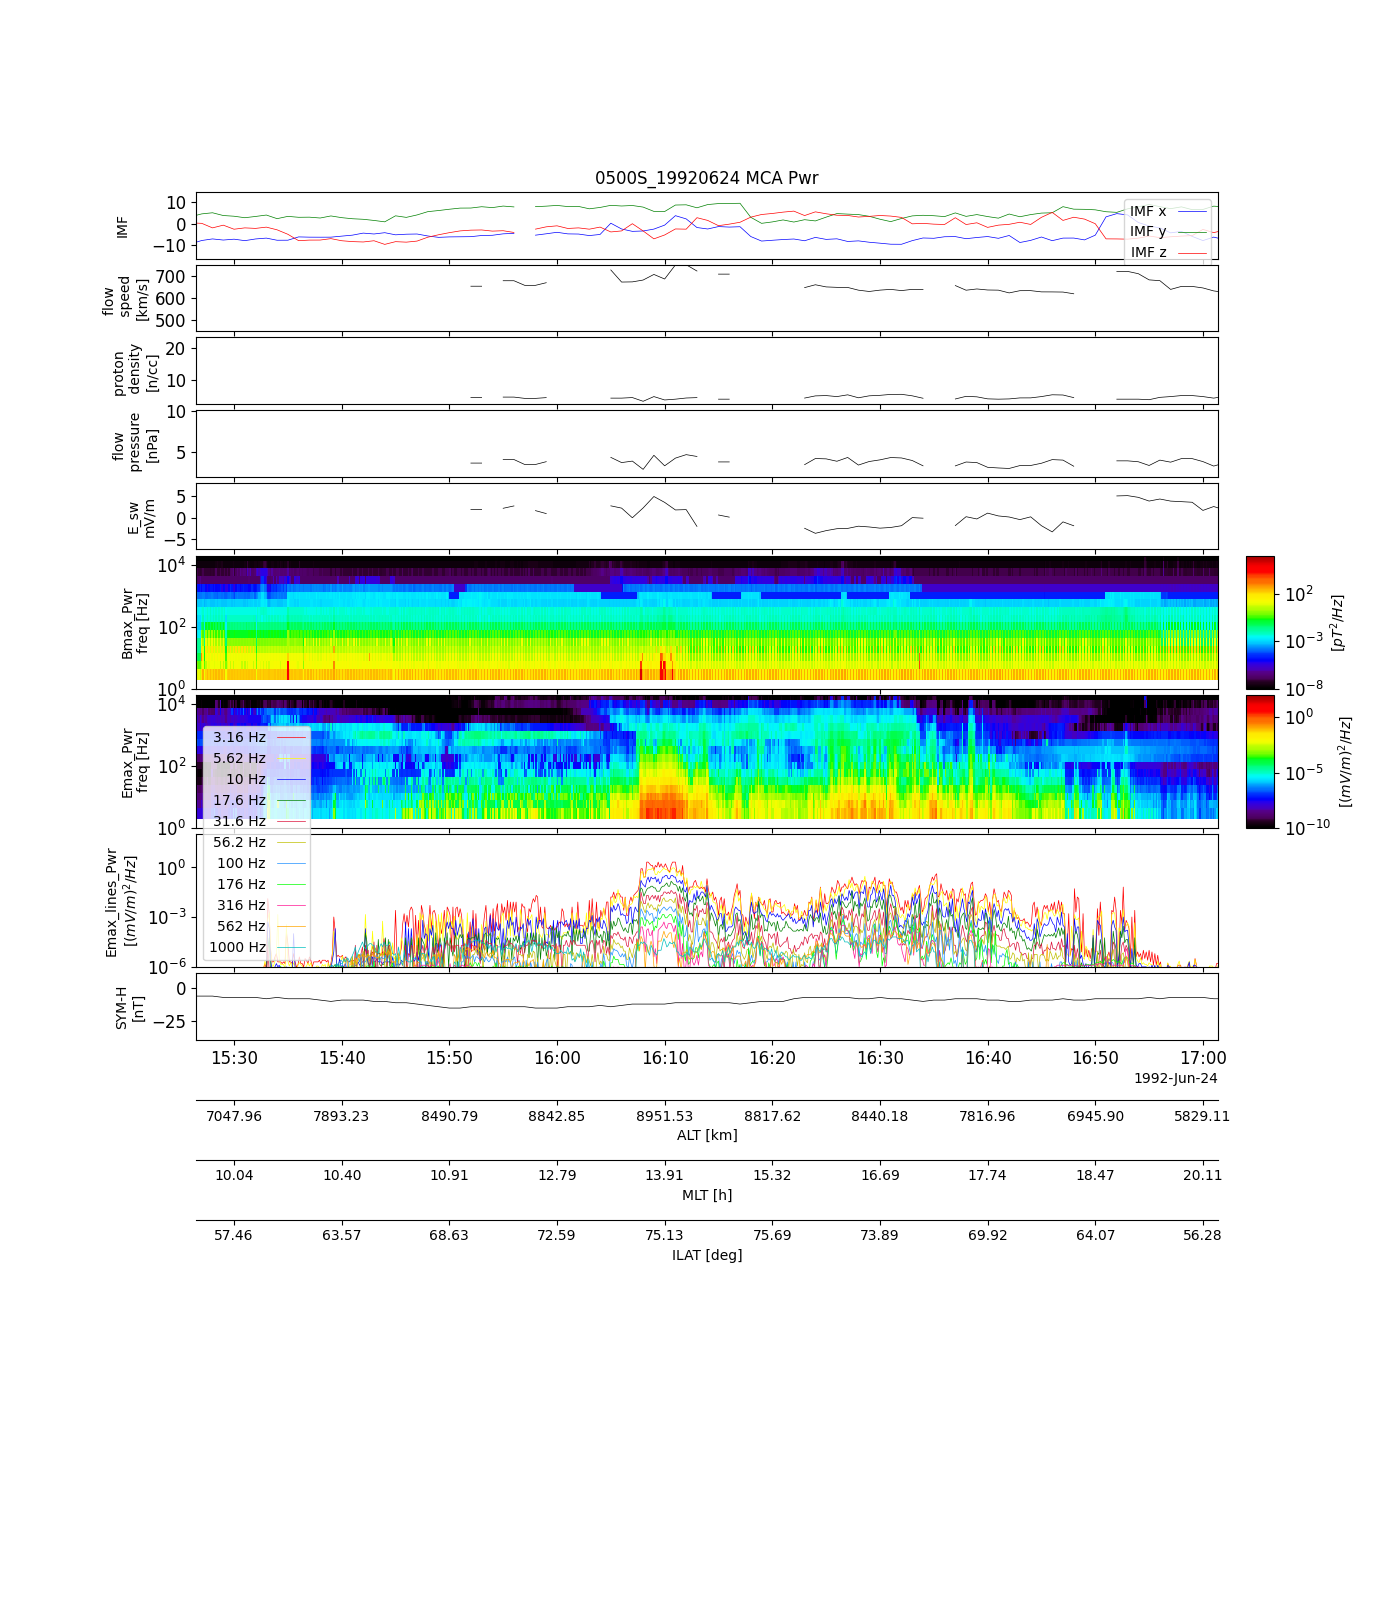 0500S_19920624 MCA Pwr
IMF
10
0
−10
IMF x
IMF y
IMF z
flow
speed
[km/s]
700
600
500
proton
density
[n/cc]
20
10
flow
pressure
[nPa]
10
5
E_sw
mV/m
5
0
−5
Bmax_Pwr
freq [Hz]
10^4
10^2
10^0
10^2
10^−3
10^−8
[pT^2/Hz]
Emax_Pwr
freq [Hz]
10^4
10^2
10^0
10^0
10^−5
10^−10
[(mV/m)^2/Hz]
3.16 Hz
5.62 Hz
10 Hz
17.6 Hz
31.6 Hz
56.2 Hz
100 Hz
176 Hz
316 Hz
562 Hz
1000 Hz
Emax_lines_Pwr
[(mV/m)^2/Hz]
10^0
10^−3
10^−6
SYM-H
[nT]
0
−25
15:30 15:40 15:50 16:00 16:10 16:20 16:30 16:40 16:50 17:00
1992-Jun-24
7047.96 7893.23 8490.79 8842.85 8951.53 8817.62 8440.18 7816.96 6945.90 5829.11
ALT [km]
10.04 10.40 10.91 12.79 13.91 15.32 16.69 17.74 18.47 20.11
MLT [h]
57.46 63.57 68.63 72.59 75.13 75.69 73.89 69.92 64.07 56.28
ILAT [deg]